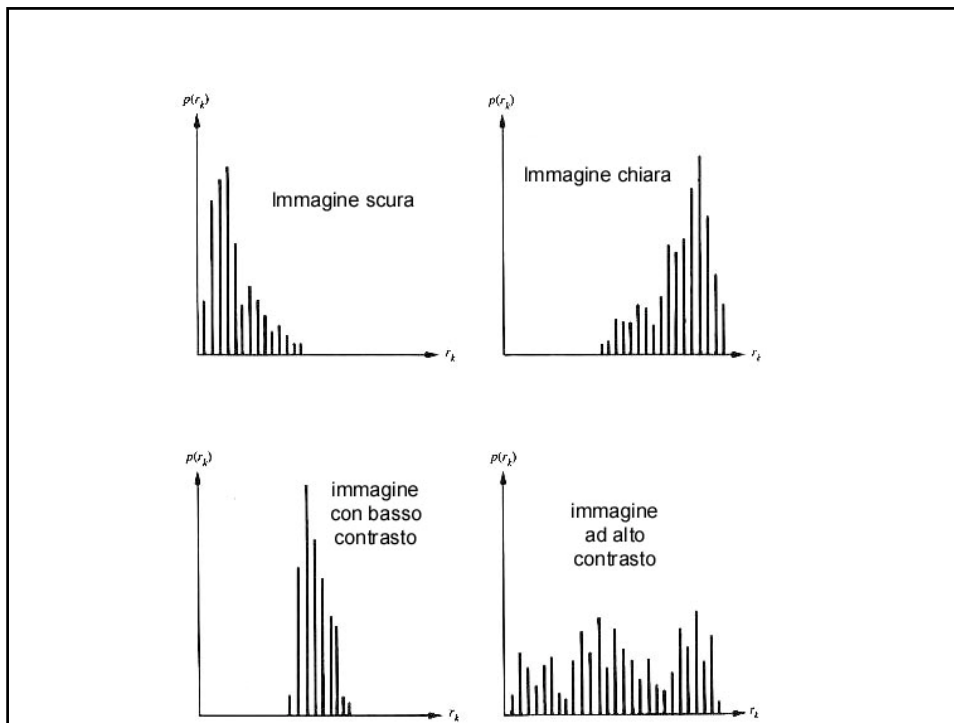 p(r_k)
Immagine scura
r_k
p(r_k)
Immagine chiara
r_k
p(r_k)
immagine
con basso
contrasto
r_k
p(r_k)
immagine
ad alto
contrasto
r_k